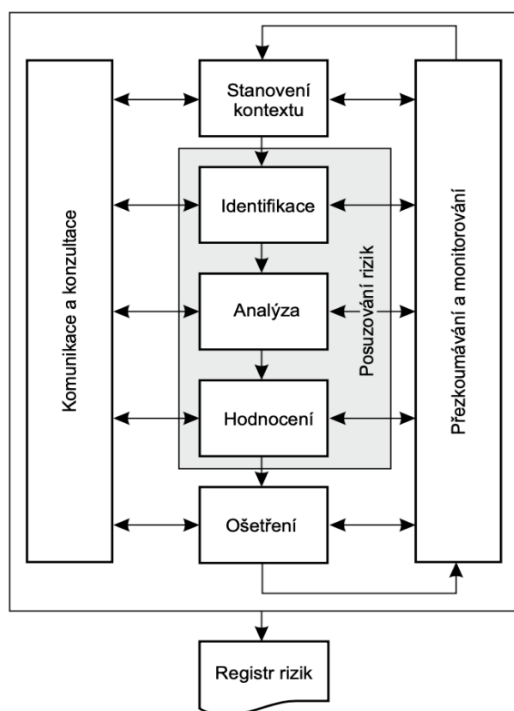 Stanovení
kontextu
Komunikace a konzultace
Identifikace
Analýza
Hodnocení
Posuzování rizik
Přezkoumávání a monitorování
Ošetření
Registr rizik